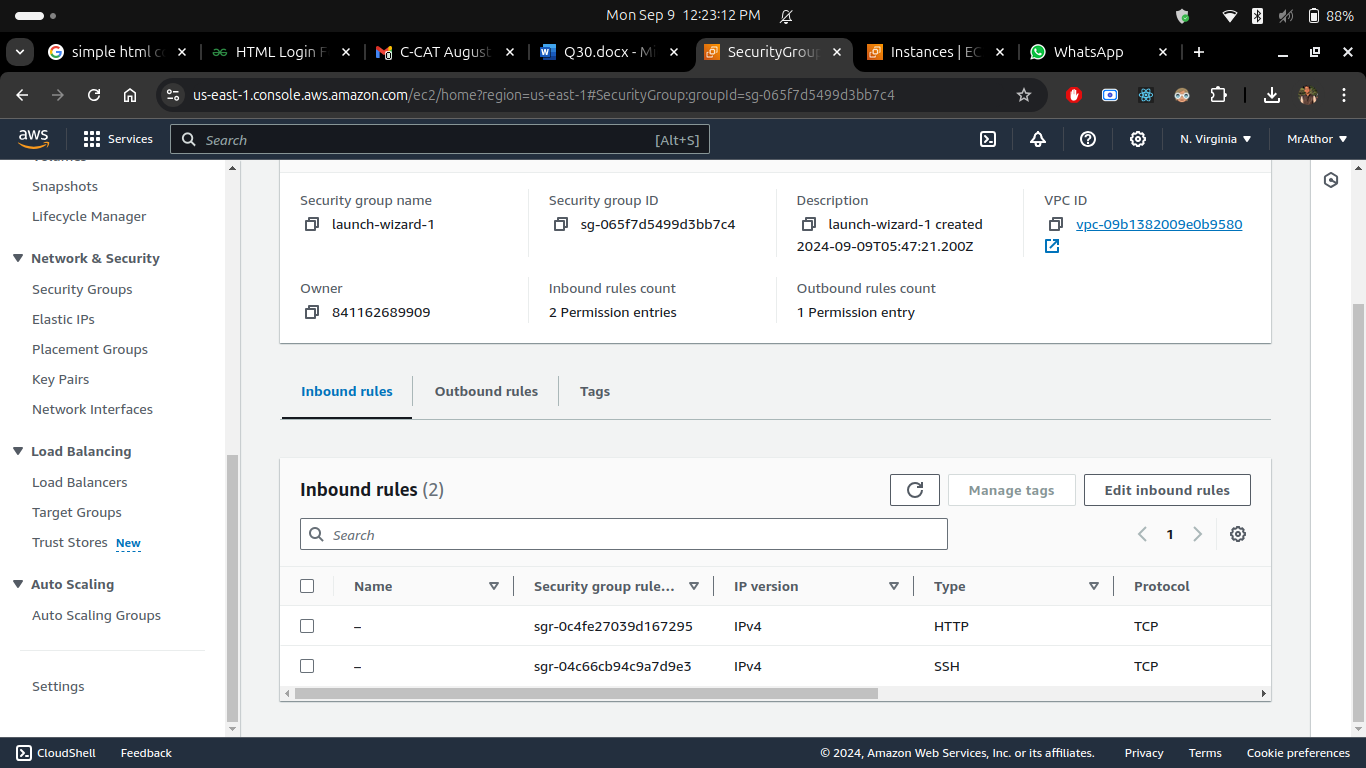 Mon Sep 9 12:23:12 PM
88%
simple html c
HTML Login F
C-CAT August
Q30.docx - Mi
SecurityGroup
Instances | EC
WhatsApp
us-east-1.console.aws.amazon.com/ec2/home?region=us-east-1#SecurityGroup:groupId=sg-065f7d5499d3bb7c4
aws
Services
Search
[Alt+S]
N. Virginia
MrAthor
Volumes
Snapshots
Lifecycle Manager
Network & Security
Security Groups
Elastic IPs
Placement Groups
Key Pairs
Network Interfaces
Load Balancing
Load Balancers
Target Groups
Trust Stores New
Auto Scaling
Auto Scaling Groups
Settings
Security group name
launch-wizard-1
Security group ID
sg-065f7d5499d3bb7c4
Description
launch-wizard-1 created
2024-09-09T05:47:21.200Z
VPC ID
vpc-09b1382009e0b9580
Owner
841162689909
Inbound rules count
2 Permission entries
Outbound rules count
1 Permission entry
Inbound rules
Outbound rules
Tags
Inbound rules (2)
Manage tags
Edit inbound rules
Search
1
Name Security group rule... IP version Type Protocol
– sgr-0c4fe27039d167295 IPv4 HTTP TCP
– sgr-04c66cb94c9a7d9e3 IPv4 SSH TCP
CloudShell
Feedback
© 2024, Amazon Web Services, Inc. or its affiliates.
Privacy
Terms
Cookie preferences